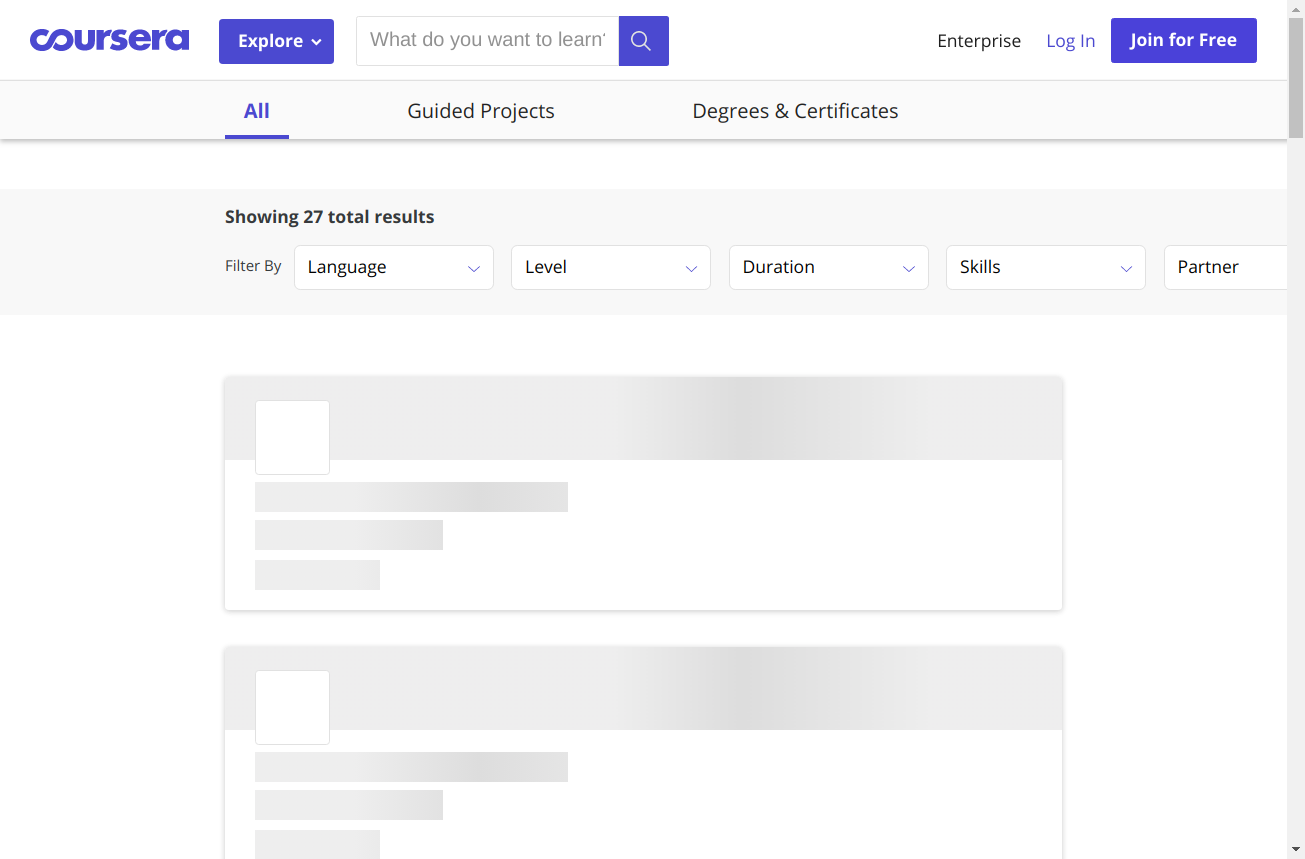 coursera
Explore
What do you want to learn?
Enterprise
Log In
Join for Free
All
Guided Projects
Degrees & Certificates
Showing 27 total results
Filter By
Language
Level
Duration
Skills
Partner